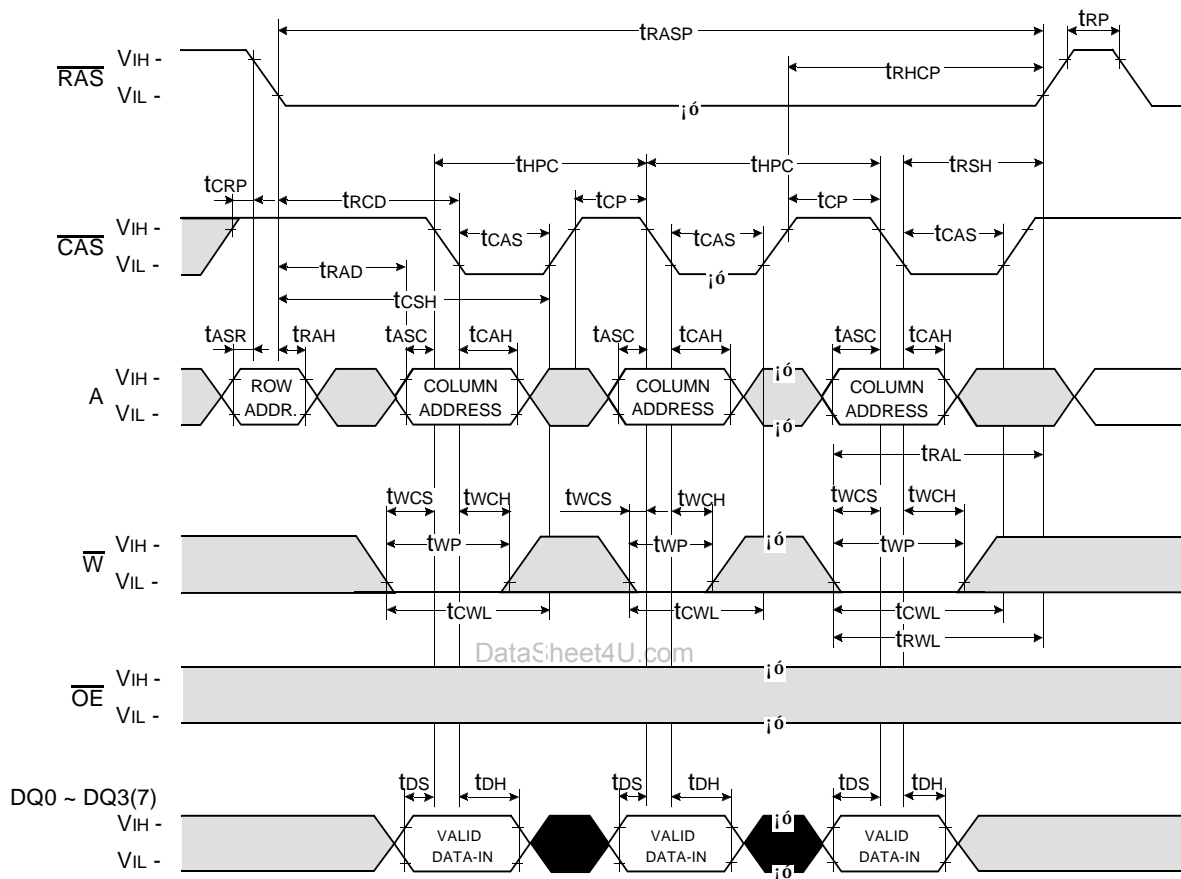 tRASP
tRP
RAS
VIH -
VIL -
tRHCP
¡ó
tHPC
tHPC
tRSH
tCRP
tRCD
tCP
tCP
CAS
VIH -
VIL -
tCAS
tCAS
tCAS
¡ó
tRAD
tCSH
tASR
tRAH
tASC
tCAH
tASC
tCAH
tASC
tCAH
A
VIH -
VIL -
ROW
ADDR.
COLUMN
ADDRESS
COLUMN
ADDRESS
¡ó
¡ó
COLUMN
ADDRESS
tRAL
tWCS
tWCH
tWCS
tWCH
tWCS
tWCH
W
VIH -
VIL -
tWP
tWP
¡ó
tWP
tCWL
tCWL
tCWL
tRWL
DataSheet4U.com
OE
VIH -
VIL -
¡ó
¡ó
tDS
tDH
tDS
tDH
tDS
tDH
DQ0 ~ DQ3(7)
VIH -
VIL -
VALID
DATA-IN
VALID
DATA-IN
¡ó
¡ó
VALID
DATA-IN